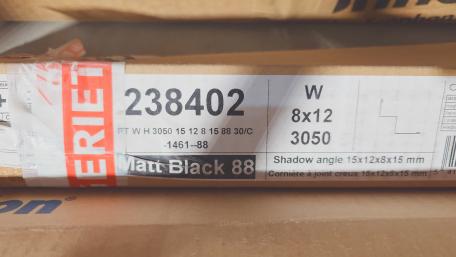 238402
PT W H 3050 15 12 8 15 88 30/C
-1461--88
Matt Black 88
W
8x12
3050
Shadow angle 15x12x8x15 mm
Cornière à joint creux 15x12x8x15 mm
ERIET